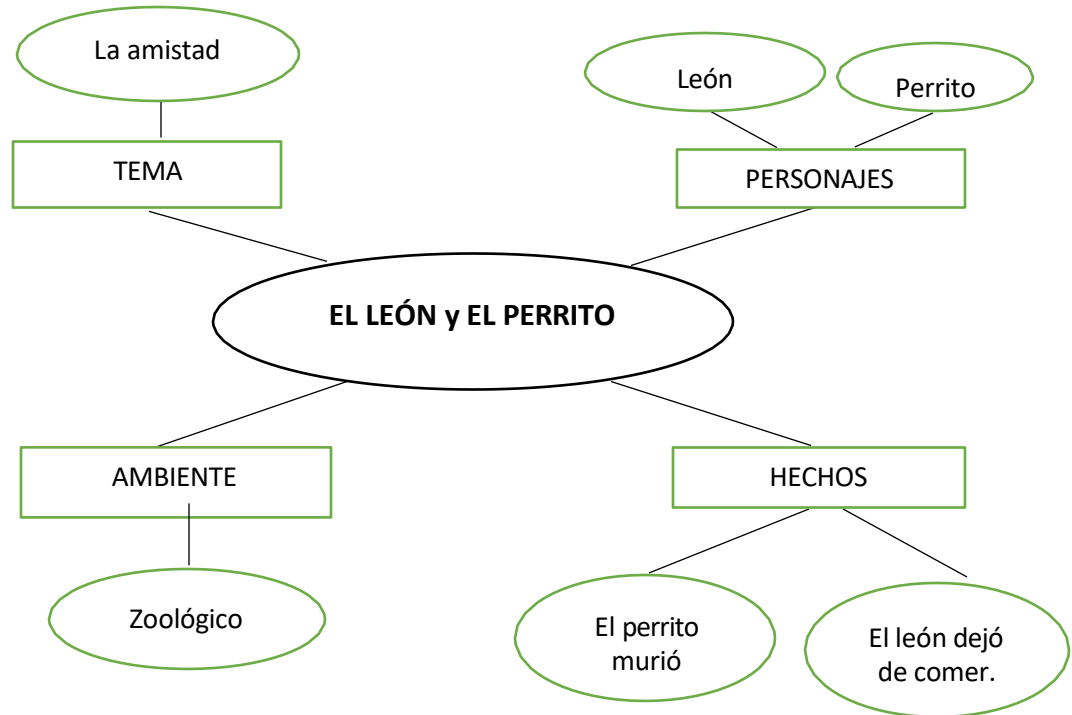 La amistad
León
Perrito
TEMA
PERSONAJES
EL LEÓN y EL PERRITO
AMBIENTE
HECHOS
Zoológico
El perrito
murió
El león dejó
de comer.